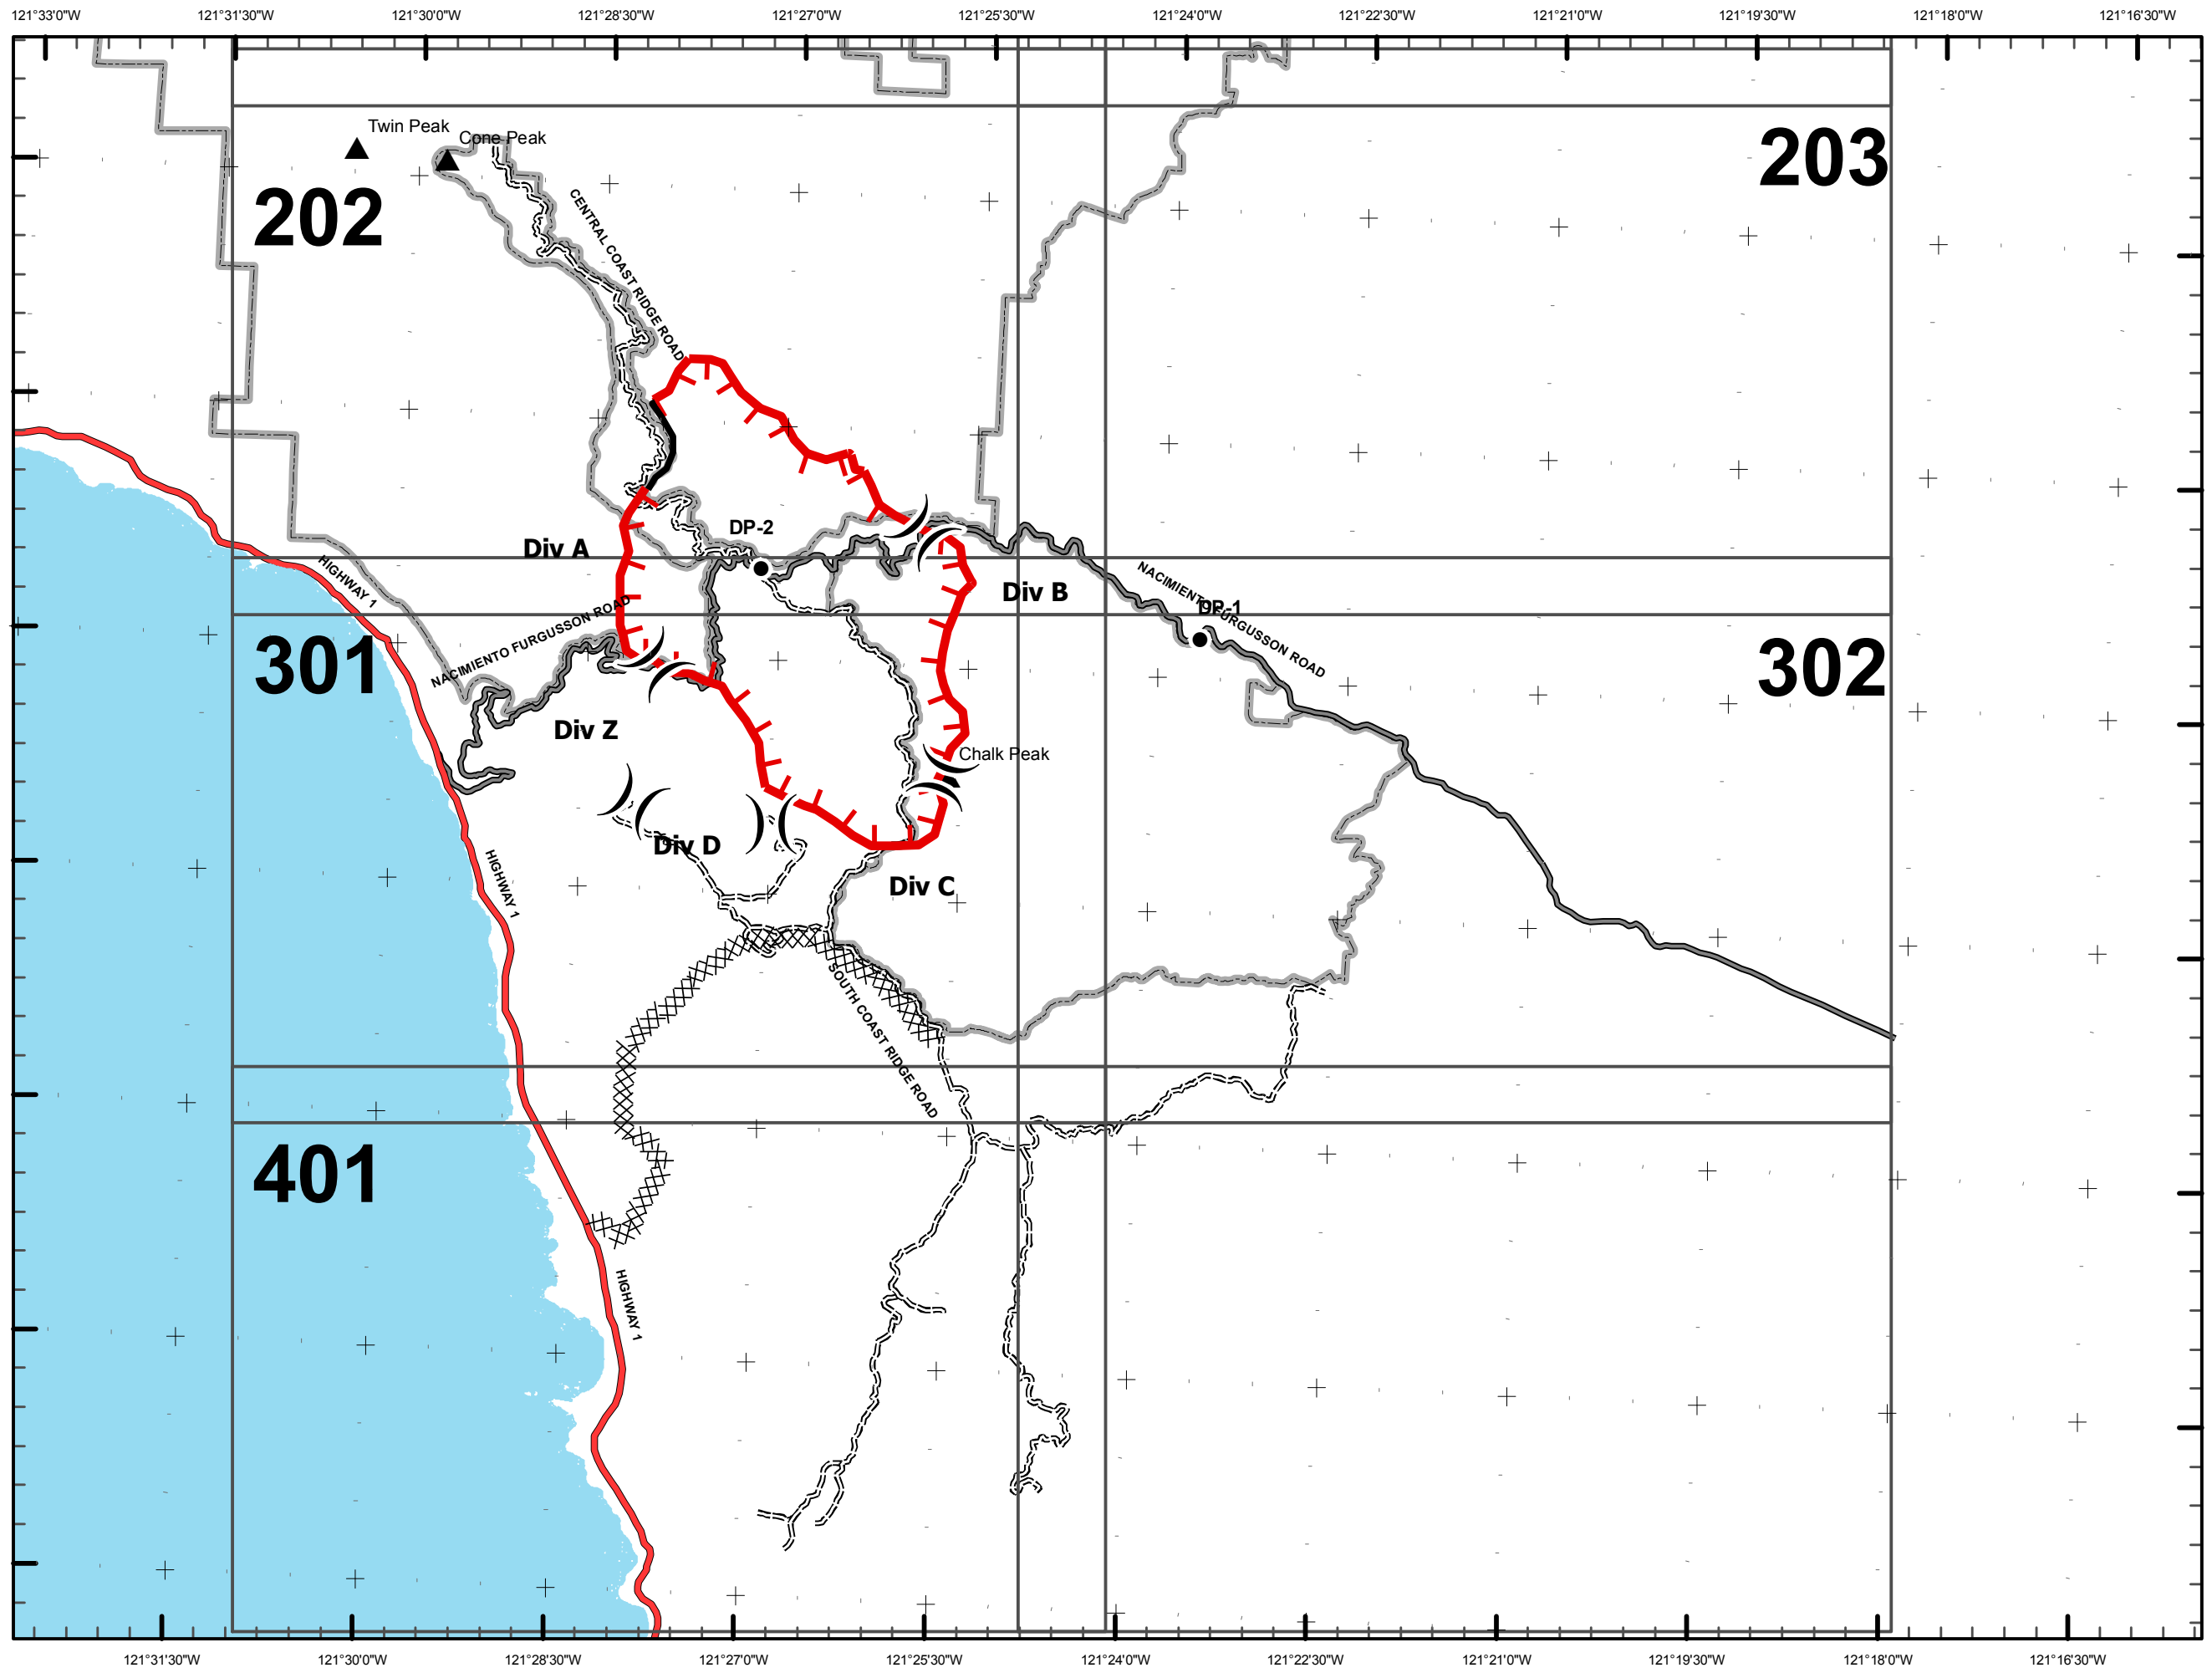 121°33'0"W 121°31'30"W 121°30'0"W 121°28'30"W 121°27'0"W 121°25'30"W 121°24'0"W 121°22'30"W 121°21'0"W 121°19'30"W 121°18'0"W 121°16'30"W
Twin Peak
Cone Peak
202
203
CENTRAL COAST RIDGE ROAD
DP-2
Div A
HIGHWAY 1
Div B
NACIMIENTO FURGUSSON ROAD
DP-1
NACIMIENTO FURGUSSON ROAD
301
302
Div Z
Chalk Peak
Div D
HIGHWAY 1
Div C
SOUTH COAST RIDGE ROAD
401
HIGHWAY 1
121°31'30"W 121°30'0"W 121°28'30"W 121°27'0"W 121°25'30"W 121°24'0"W 121°22'30"W 121°21'0"W 121°19'30"W 121°18'0"W 121°16'30"W